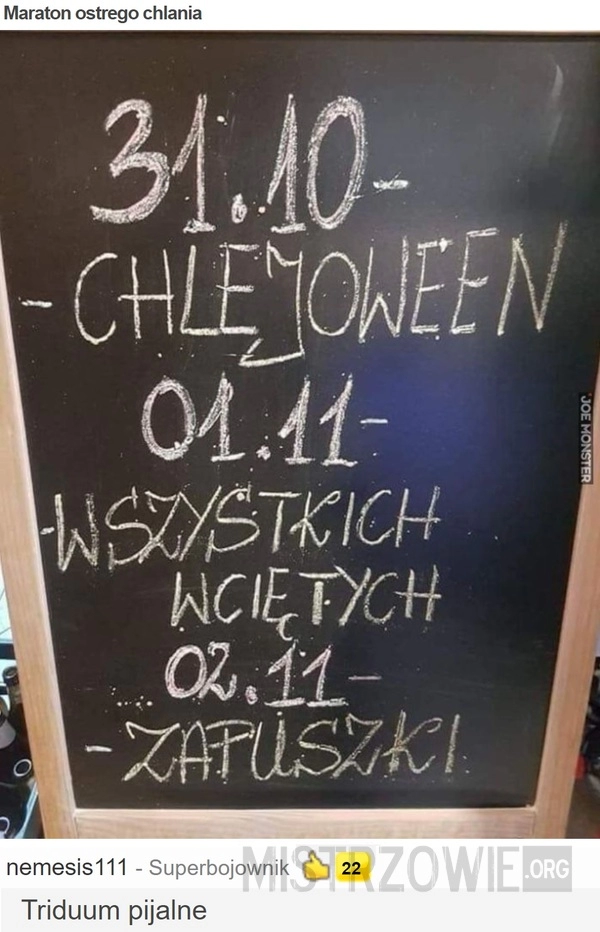 Maraton ostrego chlania
31.10-
-CHLEJOWEEN
01.11-
-WSZYSTKICH
WCIĘTYCH
02.11-
-ZAPUSZKI
JOE MONSTER
nemesis111 - Superbojownik 22
MISTRZOWIE.ORG
Triduum pijalne